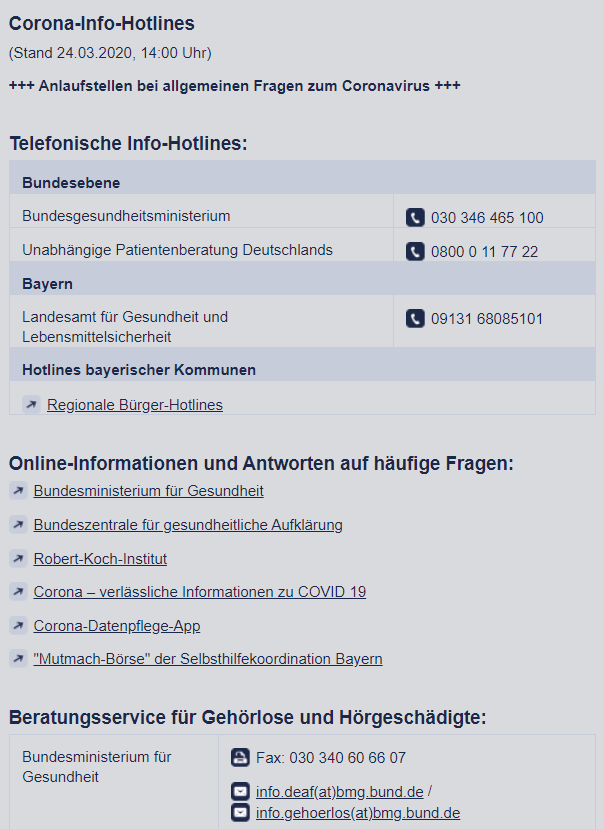 Corona-Info-Hotlines
(Stand 24.03.2020, 14:00 Uhr)
+++ Anlaufstellen bei allgemeinen Fragen zum Coronavirus +++
Telefonische Info-Hotlines:
Bundesebene
Bundesgesundheitsministerium
030 346 465 100
Unabhängige Patientenberatung Deutschlands
0800 0 11 77 22
Bayern
Landesamt für Gesundheit und
Lebensmittelsicherheit
09131 68085101
Hotlines bayerischer Kommunen
Regionale Bürger-Hotlines
Online-Informationen und Antworten auf häufige Fragen:
Bundesministerium für Gesundheit
Bundeszentrale für gesundheitliche Aufklärung
Robert-Koch-Institut
Corona – verlässliche Informationen zu COVID 19
Corona-Datenpflege-App
"Mutmach-Börse" der Selbsthilfekoordination Bayern
Beratungsservice für Gehörlose und Hörgeschädigte:
Bundesministerium für
Gesundheit
Fax: 030 340 60 66 07
info.deaf(at)bmg.bund.de /
info.gehoerlos(at)bmg.bund.de